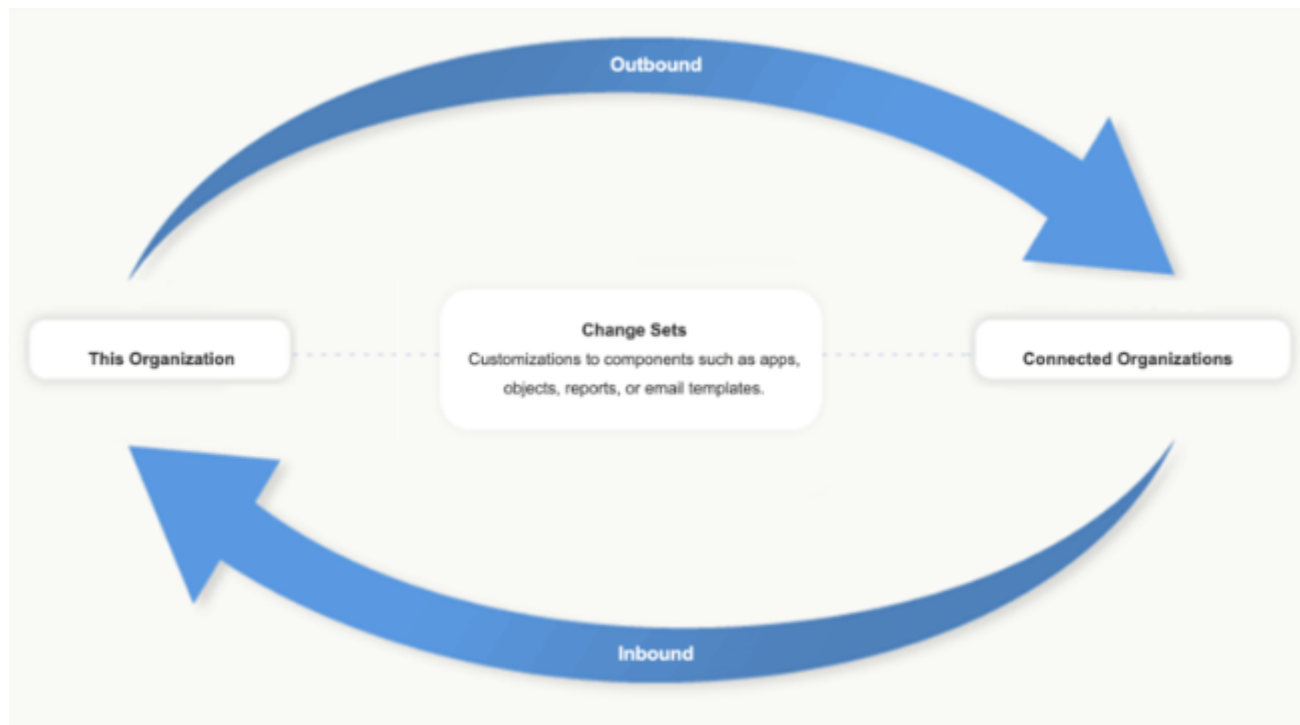 Outbound
Change Sets
This Organization
Customizations to components such as apps,
Connected Organizations
objects, reports, or email templates.
Inbound